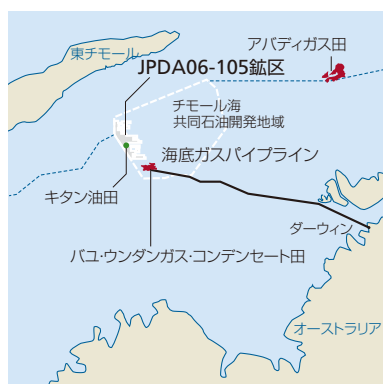 アバディガス田
東チモール
JPDA06-105鉱区
チモール海
共同石油開発地域
海底ガスパイプライン
キタン油田
ダーウィン
バユ・ウンダンガス・コンデンセート田
オーストラリア